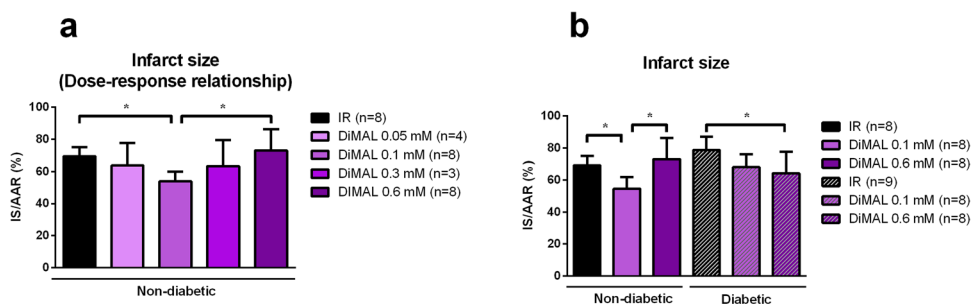 a
Infarct size
(Dose-response relationship)
IS/AAR (%)
100
80
60
40
20
0
*
*
Non-diabetic
IR (n=8)
DiMAL 0.05 mM (n=4)
DiMAL 0.1 mM (n=8)
DiMAL 0.3 mM (n=3)
DIMAL 0.6 mM (n=8)
b
Infarct size
IS/AAR (%)
100
80
60
40
20
0
*
*
*
Non-diabetic
Diabetic
IR (n=8)
DiMAL 0.1 mM (n=8)
DiMAL 0.6 mM (n=8)
IR (n=9)
DiMAL 0.1 mM (n=8)
DiMAL 0.6 mM (n=8)